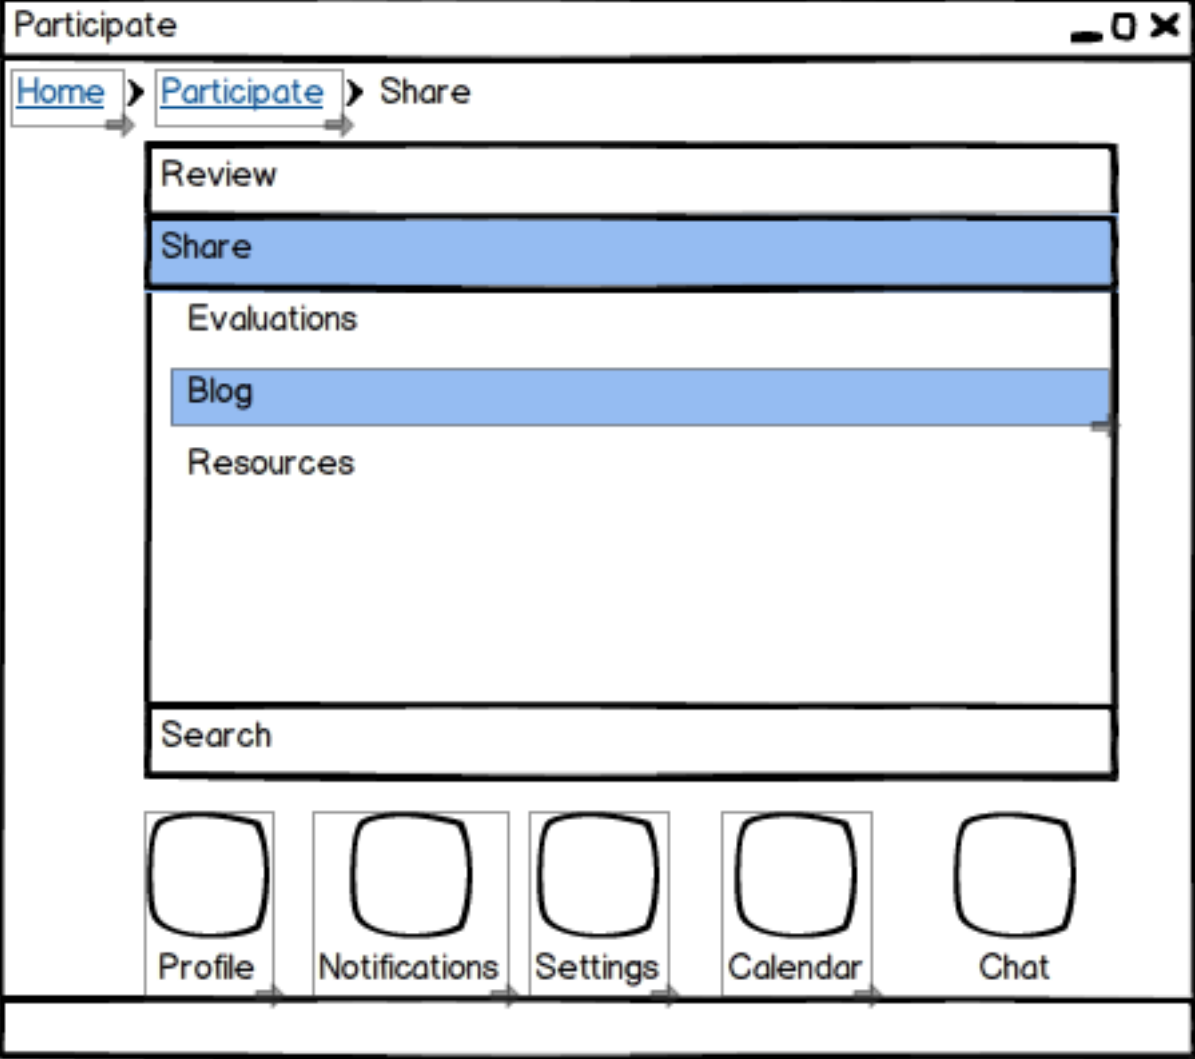 Participate
Home Participate Share
Review
Share
Evaluations
Blog
Resources
Search
Profile Notifications Settings Calendar Chat